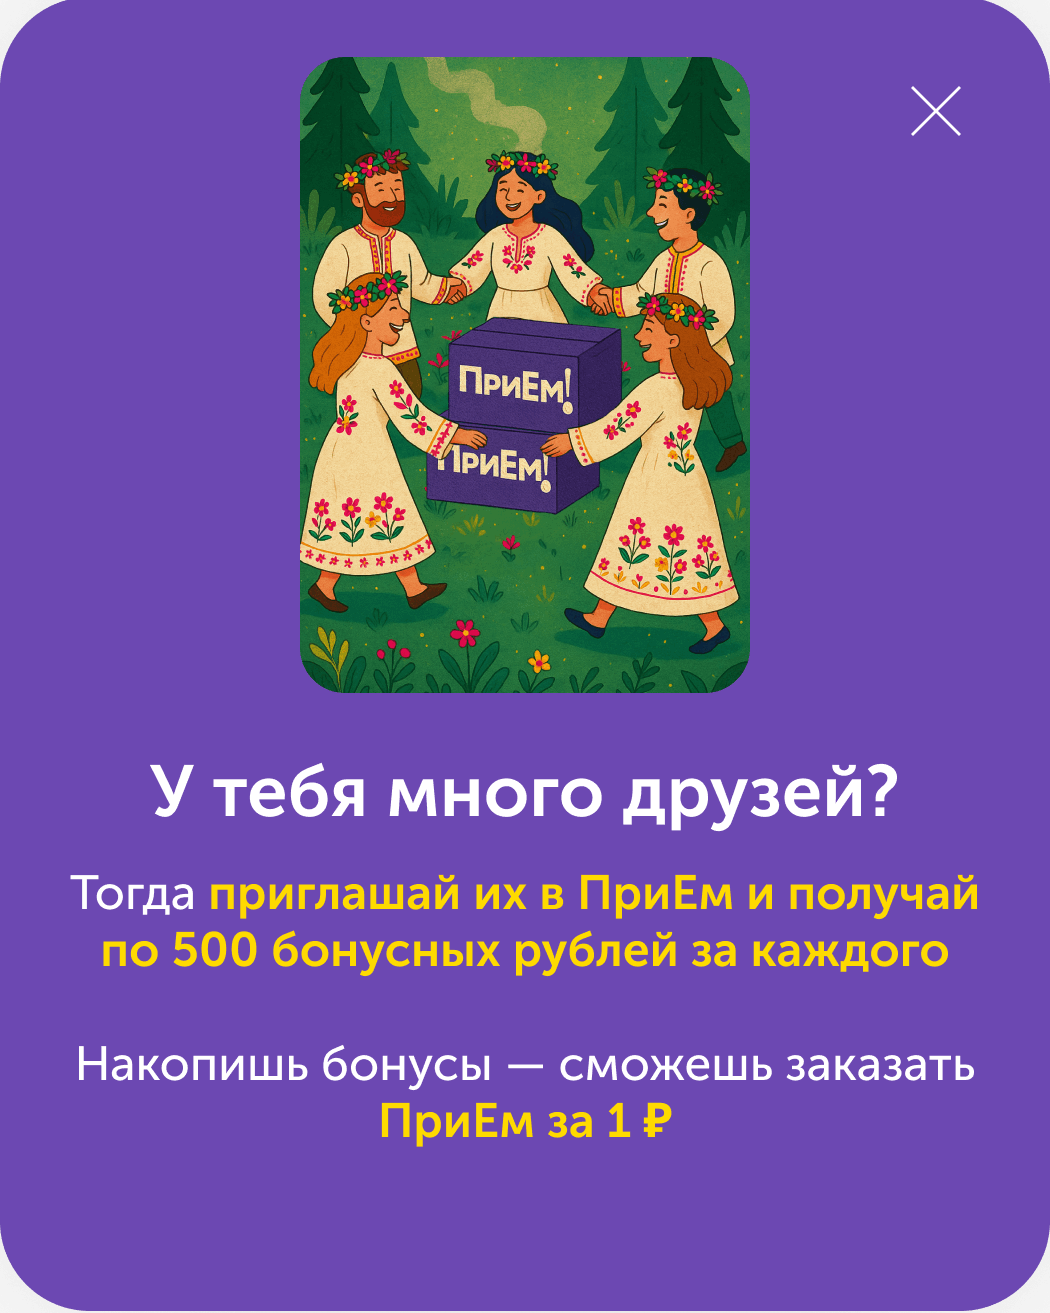 ПриЕм!
ПриЕм!
У тебя много друзей?
Тогда приглашай их в ПриЕм и получай
по 500 бонусных рублей за каждого
Накопишь бонусы — сможешь заказать
ПриЕм за 1 ₽